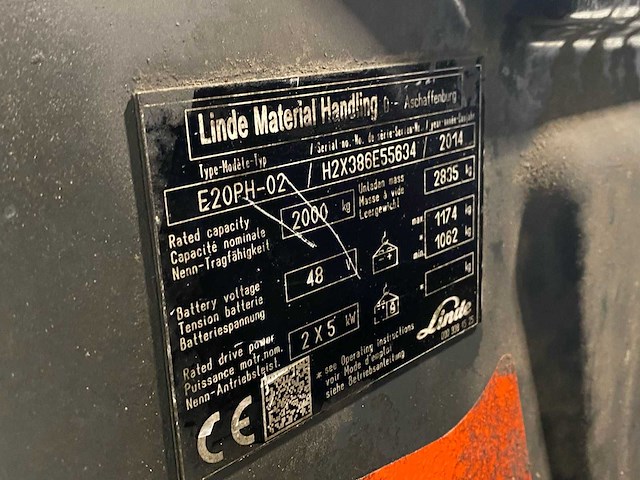 Linde Material Handling D - Aschaffenburg
Type-Modèle-Typ / Serial no.-No. de série-Serien-Nr. / year-année-Baujahr
E20PH-02 / H2X386E55634 / 2014
Rated capacity
Capacité nominale
Nenn-Tragfähigkeit
2000 kg
Unladen mass
Masse à vide
Leergewicht
2835 kg
Battery voltage
Tension batterie
Batteriespannung
48 V
max. 1174 kg
min. 1062 kg
* kg
Rated drive power
Puissance motr.nom.
Nenn-Antriebsleist.
2 X 5 kW
* see Operating instructions
voir Mode d'emploi
siehe Betriebsanleitung
Linde
CE